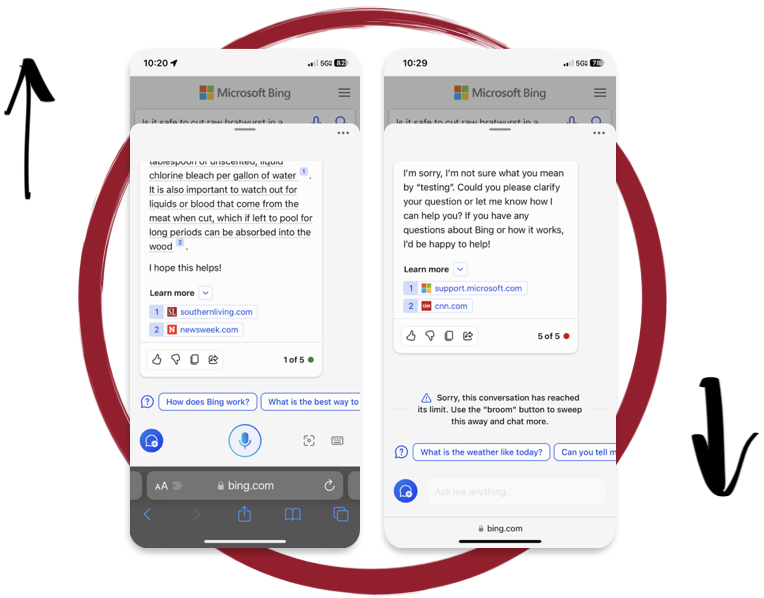 10:20
5G
82
Microsoft Bing
Is it safe to cut raw bratwurst in a
tablespoon of unscented, liquid
chlorine bleach per gallon of water 1 .
It is also important to watch out for
liquids or blood that come from the
meat when cut, which if left to pool for
long periods can be absorbed into the
wood 2 .
I hope this helps!
Learn more
1 southernliving.com
2 newsweek.com
1 of 5
How does Bing work?
What is the best way to
AA
bing.com
10:29
5G
78
Microsoft Bing
Is it safe to cut raw bratwurst in a
I'm sorry, I'm not sure what you mean
by “testing”. Could you please clarify
your question or let me know how I
can help you? If you have any
questions about Bing or how it works,
I'd be happy to help!
Learn more
1 support.microsoft.com
2 CNN cnn.com
5 of 5
Sorry, this conversation has reached
its limit. Use the “broom” button to sweep
this away and chat more.
What is the weather like today?
Can you tell m
Ask me anything...
bing.com